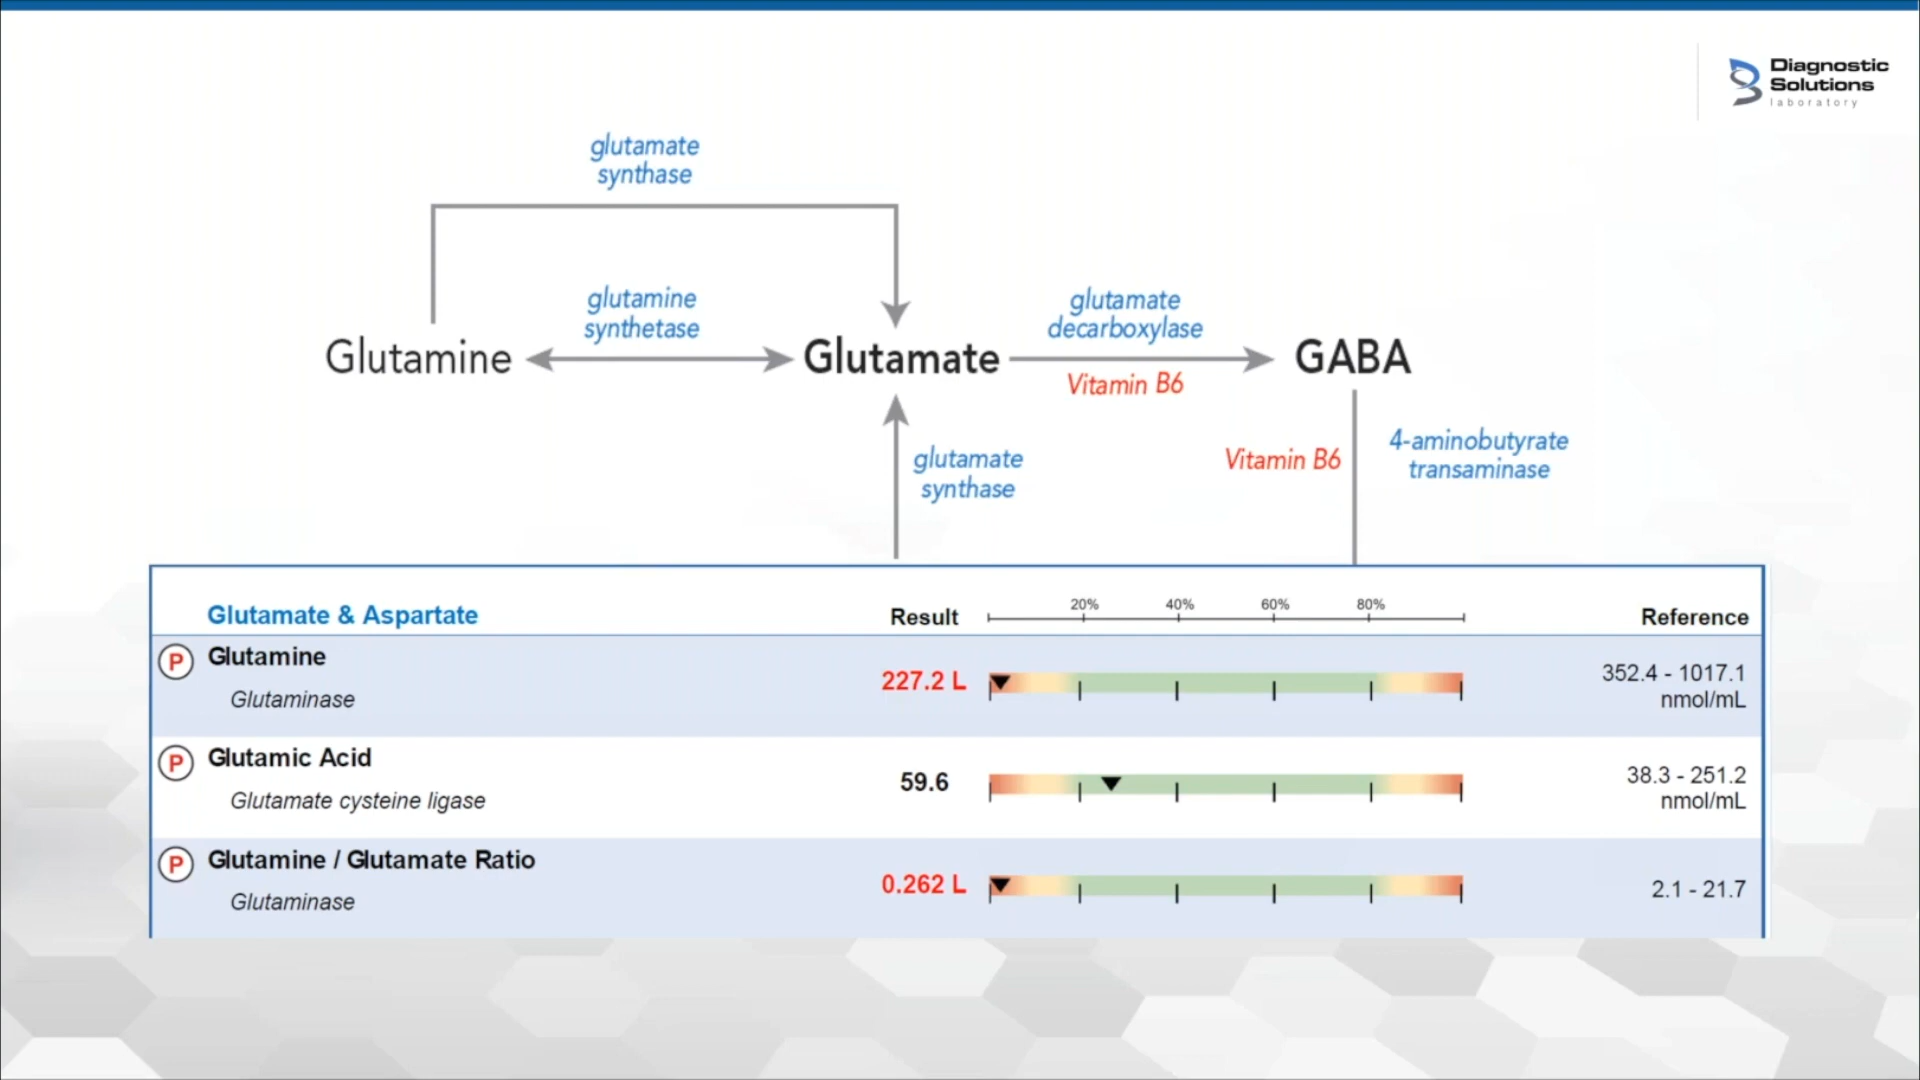 Diagnostic
Solutions
laboratory
glutamate
synthase
glutamine
synthetase
glutamate
decarboxylase
Glutamine
Glutamate
GABA
Vitamin B6
glutamate
synthase
Vitamin B6
4-aminobutyrate
transaminase
Glutamate & Aspartate
Result
20%
40%
60%
80%
Reference
P
Glutamine
Glutaminase
227.2 L
352.4 - 1017.1
nmol/mL
P
Glutamic Acid
Glutamate cysteine ligase
59.6
38.3 - 251.2
nmol/mL
P
Glutamine / Glutamate Ratio
Glutaminase
0.262 L
2.1 - 21.7